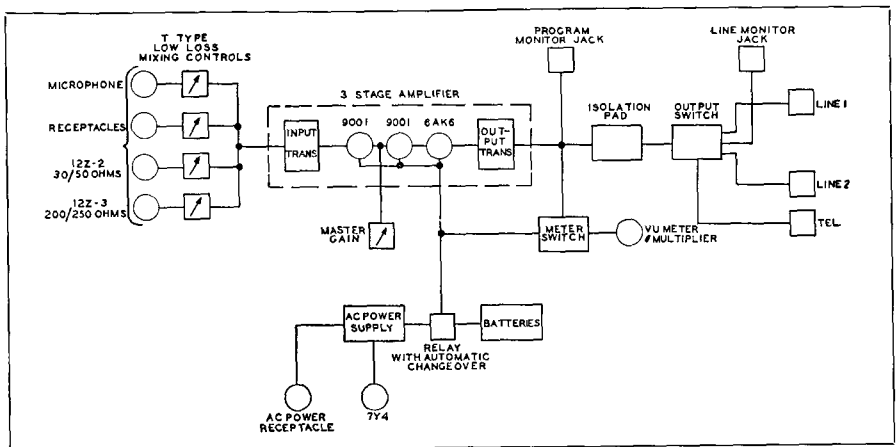 T TYPE
LOW LOSS
MIXING CONTROLS
MICROPHONE
RECEPTACLES
12Z-2
30/50 OHMS
12Z-3
200/250 OHMS
3 STAGE AMPLIFIER
INPUT
TRANS
9001
9001
6AK6
OUT-
PUT
TRANS
MASTER
GAIN
PROGRAM
MONITOR JACK
LINE MONITOR
JACK
ISOLATION
PAD
OUTPUT
SWITCH
LINE 1
LINE 2
TEL.
METER
SWITCH
VU METER
& MULTIPLIER
AC POWER
SUPPLY
BATTERIES
RELAY
WITH AUTOMATIC
CHANGEOVER
AC POWER
RECEPTACLE
7Y4